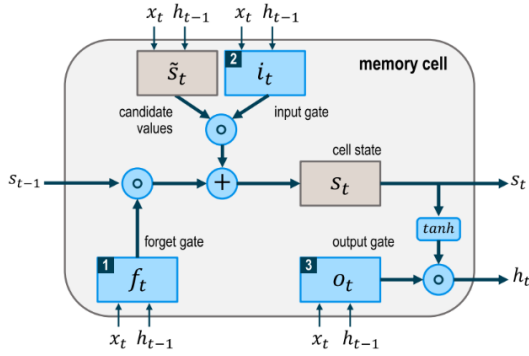 x_t h_{t−1} x_t h_{t−1}
s̃_t 2 i_t memory cell
candidate values input gate
cell state
s_{t−1} ∘ + s_t s_t
forget gate output gate tanh
1 f_t 3 o_t ∘ h_t
x_t h_{t−1} x_t h_{t−1}